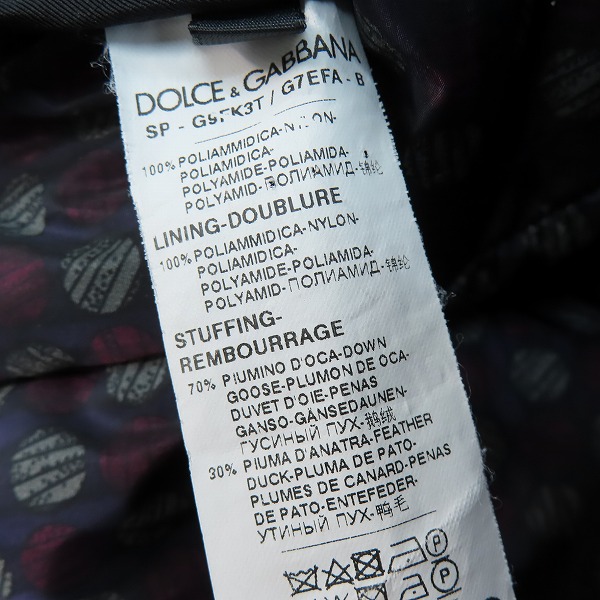 DOLCE & GABBANA
SP - G9FK3T / G7EFA - B
100% POLIAMMIDICA-NYLON-
POLIAMMIDICA-
POLYAMIDE-POLIAMIDA-
POLYAMID-ПОЛИАМИД-锦纶
LINING-DOUBLURE
100% POLIAMMIDICA-NYLON-
POLIAMMIDICA-
POLYAMIDE-POLIAMIDA-
POLYAMID-ПОЛИАМИД-锦纶
STUFFING-
REMBOURRAGE
70% PIUMINO D'OCA-DOWN
GOOSE-PLUMON DE OCA-
DUVET D'OIE-PENAS
GANSO-GÄNSEDAUNEN-
ГУСИНЫЙ ПУХ-鹅绒
30% PIUMA D'ANATRA-FEATHER
DUCK-PLUMA DE PATO-
PLUMES DE CANARD-PENAS
DE PATO-ENTEFEDER-
УТИНЫЙ ПУХ-鸭毛
P